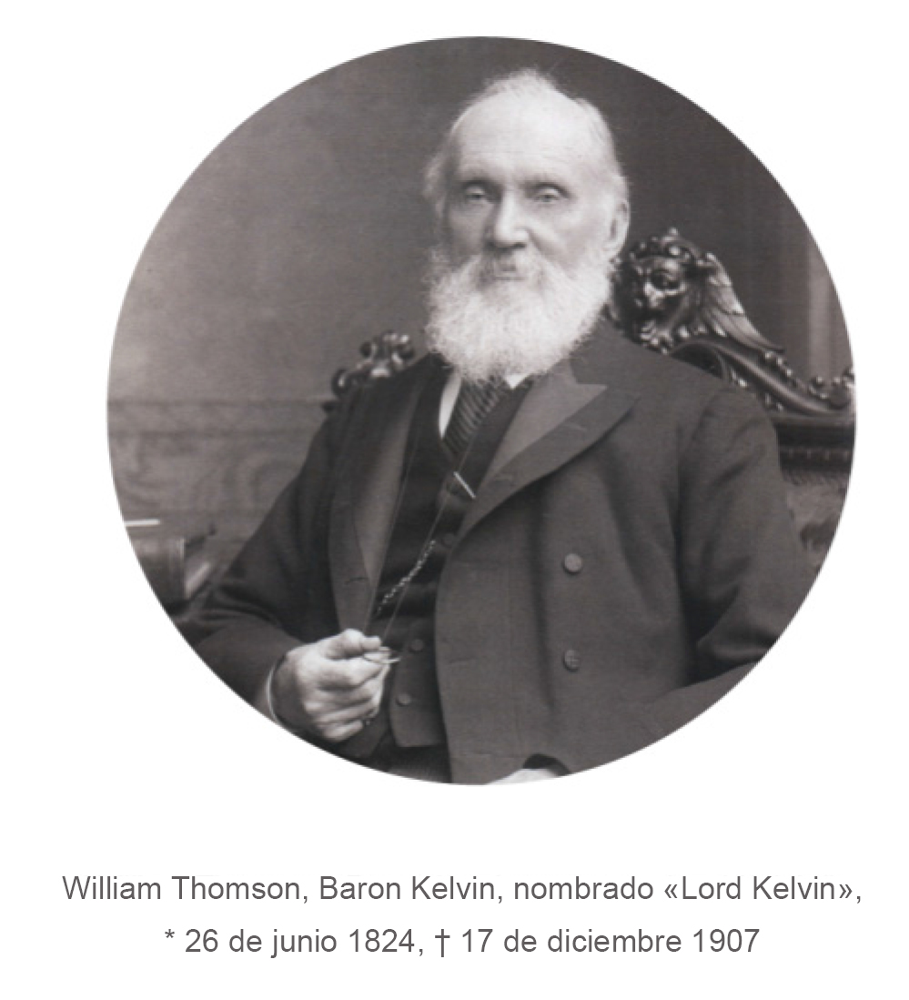 William Thomson, Baron Kelvin, nombrado «Lord Kelvin»,
* 26 de junio 1824, † 17 de diciembre 1907